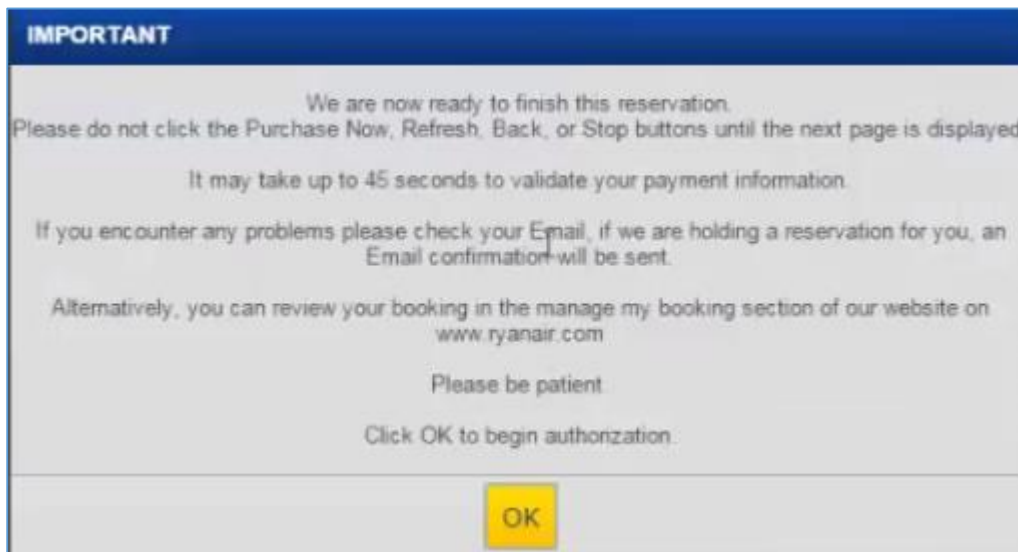 IMPORTANT
We are now ready to finish this reservation.
Please do not click the Purchase Now, Refresh, Back, or Stop buttons until the next page is displayed
It may take up to 45 seconds to validate your payment information.
If you encounter any problems please check your Email, if we are holding a reservation for you, an
Email confirmation will be sent.
Alternatively, you can review your booking in the manage my booking section of our website on
www.ryanair.com
Please be patient
Click OK to begin authorization.
OK